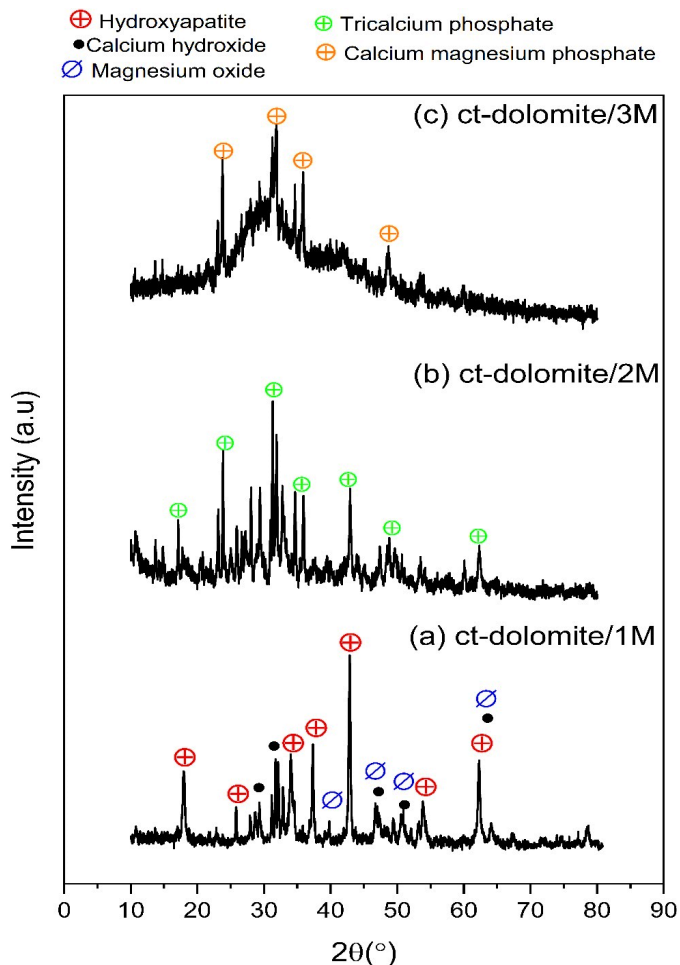 Hydroxyapatite
Calcium hydroxide
Magnesium oxide
Tricalcium phosphate
Calcium magnesium phosphate
(c) ct-dolomite/3M
(b) ct-dolomite/2M
(a) ct-dolomite/1M
Intensity (a.u)
0 10 20 30 40 50 60 70 80 90
2θ(°)